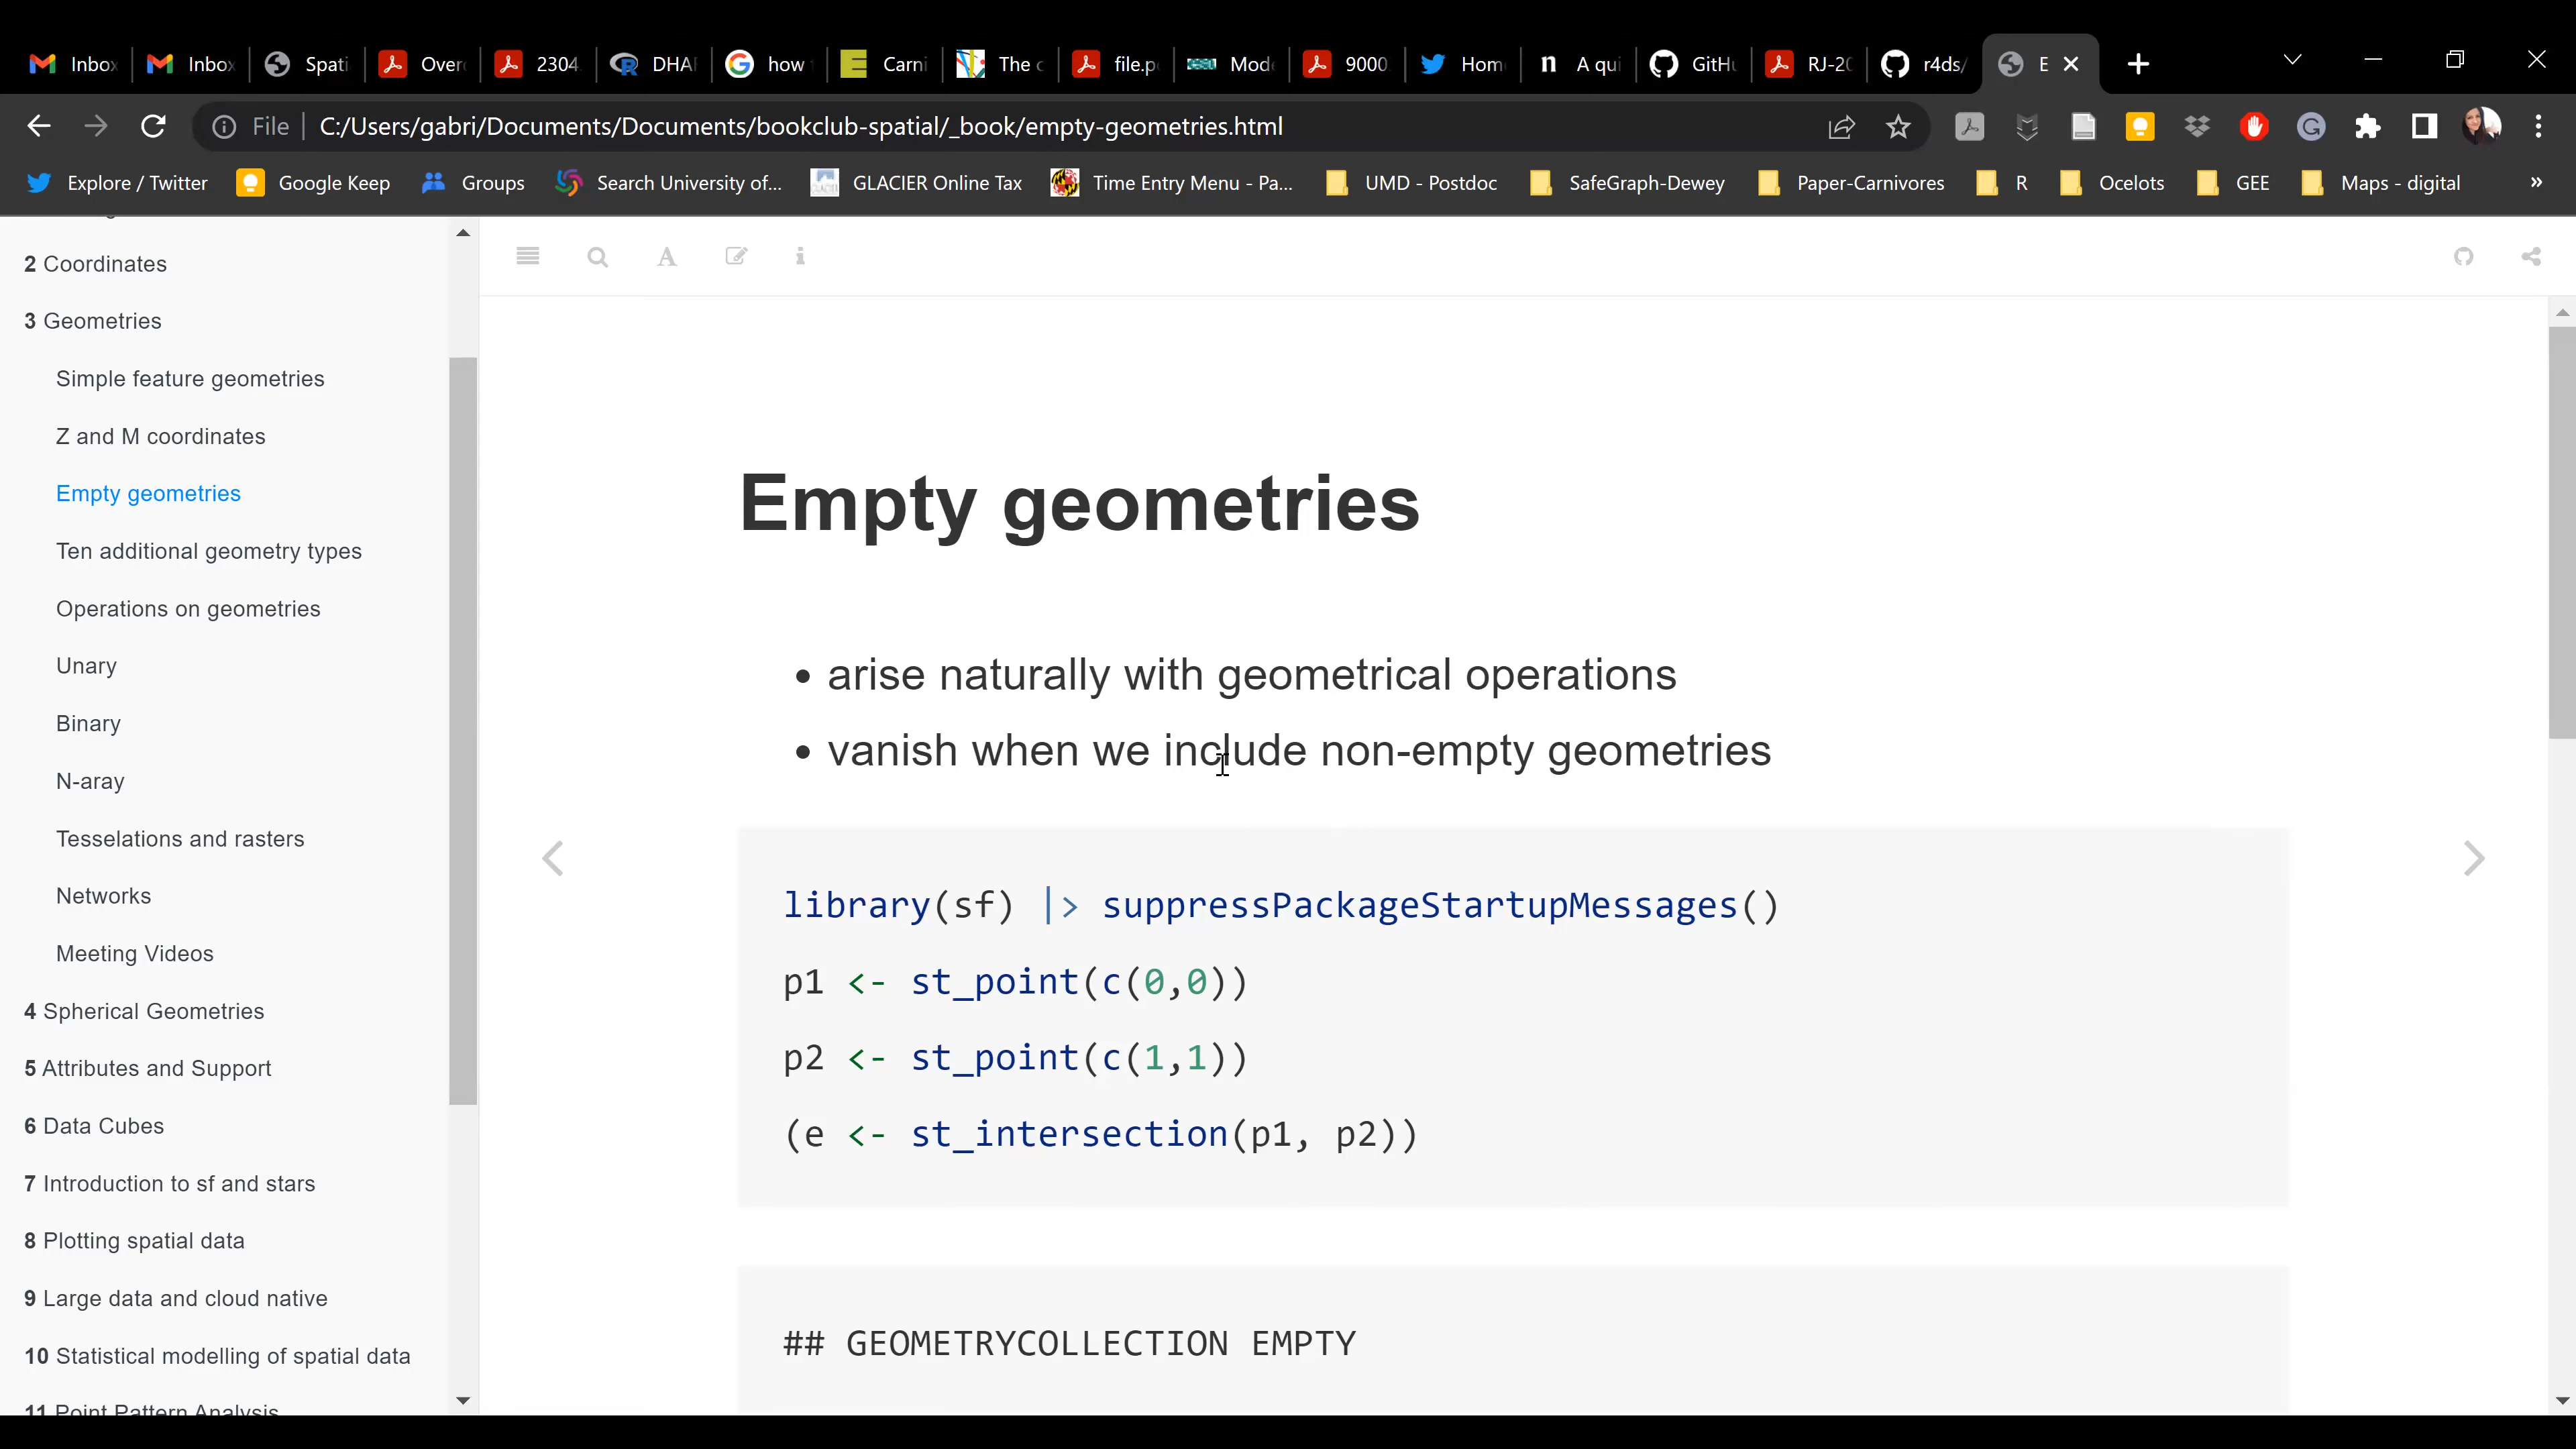 Inbox
Inbox
Spati
Over
2304
DHAR
how
Carni
The c
file.p
Mode
9000
Hom
A qui
GitHu
RJ-20
r4ds/
E
File
C:/Users/gabri/Documents/Documents/bookclub-spatial/_book/empty-geometries.html
Explore / Twitter
Google Keep
Groups
Search University of...
GLACIER Online Tax
Time Entry Menu - Pa...
UMD - Postdoc
SafeGraph-Dewey
Paper-Carnivores
R
Ocelots
GEE
Maps - digital
»
2 Coordinates
3 Geometries
Simple feature geometries
Z and M coordinates
Empty geometries
Ten additional geometry types
Operations on geometries
Unary
Binary
N-aray
Tesselations and rasters
Networks
Meeting Videos
4 Spherical Geometries
5 Attributes and Support
6 Data Cubes
7 Introduction to sf and stars
8 Plotting spatial data
9 Large data and cloud native
10 Statistical modelling of spatial data
11 Point Pattern Analysis
Empty geometries
• arise naturally with geometrical operations
• vanish when we include non-empty geometries
library(sf) |> suppressPackageStartupMessages()
p1 <- st_point(c(0,0))
p2 <- st_point(c(1,1))
(e <- st_intersection(p1, p2))
## GEOMETRYCOLLECTION EMPTY